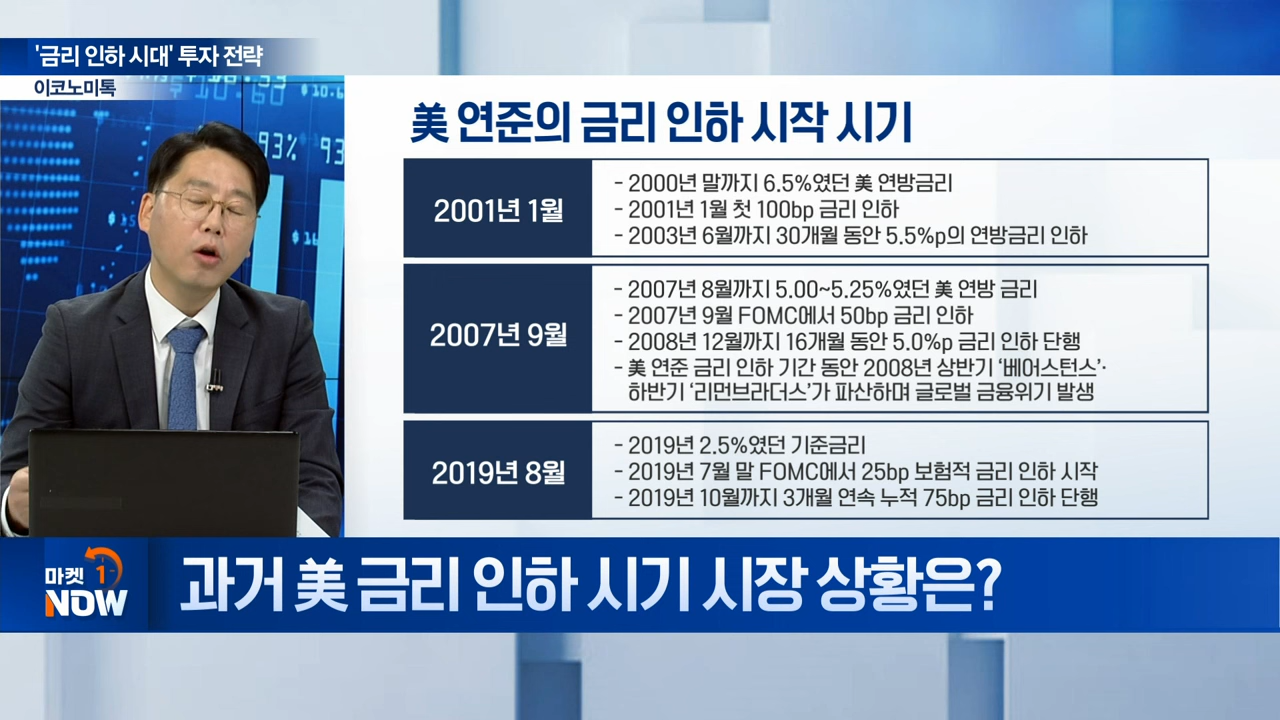 '금리 인하 시대' 투자 전략
이코노미톡
93%
93
美 연준의 금리 인하 시작 시기
2001년 1월
- 2000년 말까지 6.5%였던 美 연방금리
- 2001년 1월 첫 100bp 금리 인하
- 2003년 6월까지 30개월 동안 5.5%p의 연방금리 인하
2007년 9월
- 2007년 8월까지 5.00~5.25%였던 美 연방 금리
- 2007년 9월 FOMC에서 50bp 금리 인하
- 2008년 12월까지 16개월 동안 5.0%p 금리 인하 단행
- 美 연준 금리 인하 기간 동안 2008년 상반기 '베어스턴스'·
하반기 '리먼브라더스'가 파산하며 글로벌 금융위기 발생
2019년 8월
- 2019년 2.5%였던 기준금리
- 2019년 7월 말 FOMC에서 25bp 보험적 금리 인하 시작
- 2019년 10월까지 3개월 연속 누적 75bp 금리 인하 단행
마켓 1
NOW
과거 美 금리 인하 시기 시장 상황은?